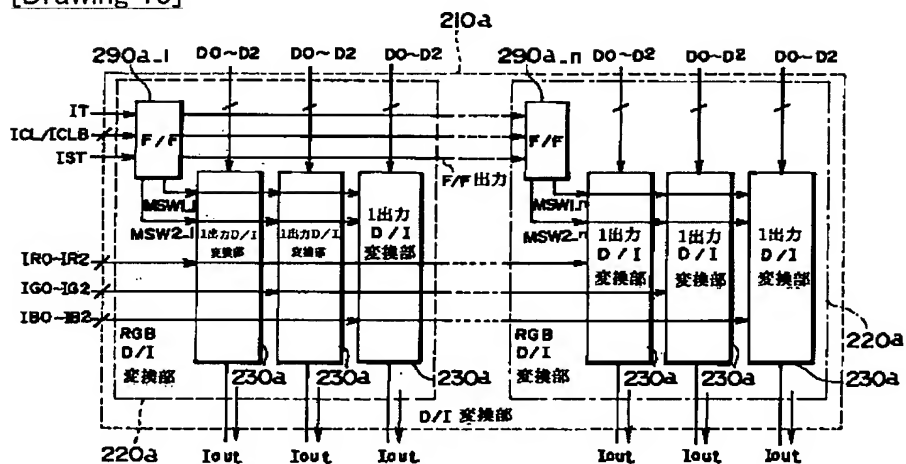 [Drawing 10]
210a
290a_1 D0~D2 D0~D2 D0~D2 290a_n D0~D2 D0~D2 D0~D2
IT
ICL/ICLB
IST
F/F
F/F
F/F 出力
MSW1_1
MSW2_1
MSW1_n
MSW2_n
1出力D/I
変換部
1出力D/I
変換部
1出力
D/I
変換部
1出力
D/I
変換部
1出力
D/I
変換部
1出力
D/I
変換部
IR0~IR2
IG0~IG2
IB0~IB2
RGB
D/I
変換部
RGB
D/I
変換部
230a 230a 230a 230a 230a 230a
220a
D/I 変換部
220a Iout Iout Iout Iout Iout Iout